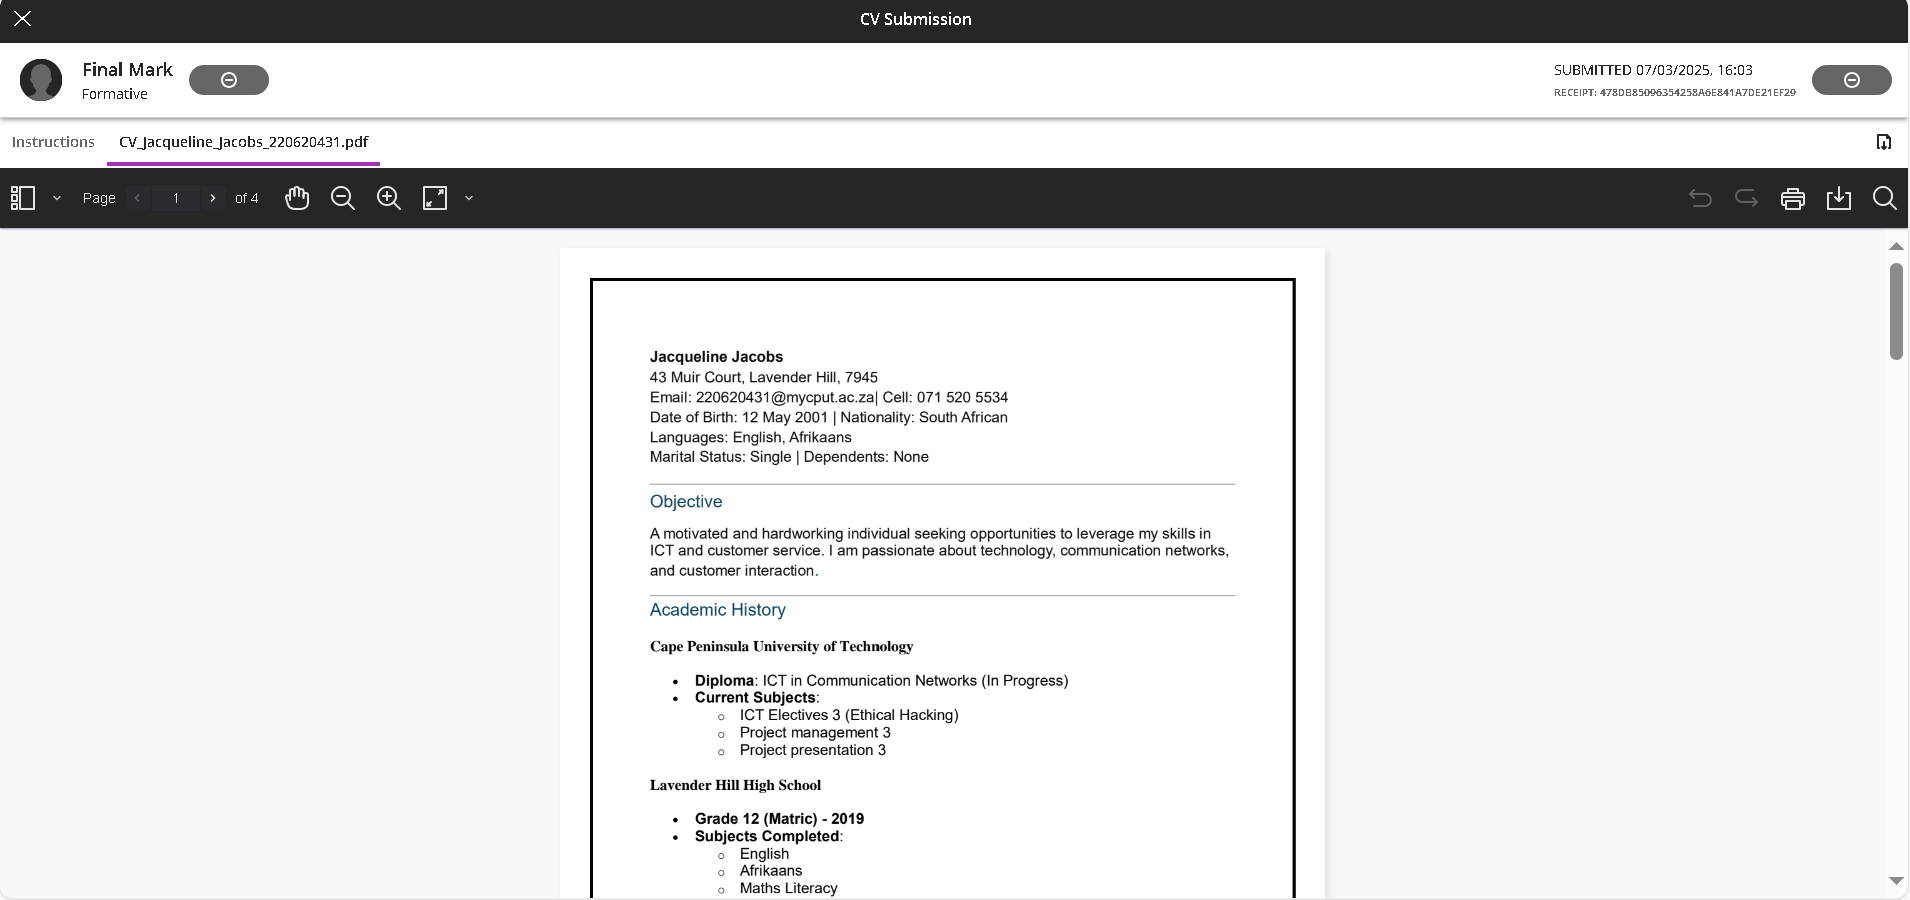 CV Submission
Final Mark
Formative
SUBMITTED 07/03/2025, 16:03
RECEIPT: 478DB85096354258A6E841A7DE21EF29
Instructions
CV_Jacqueline_Jacobs_220620431.pdf
Page 1 of 4
Jacqueline Jacobs
43 Muir Court, Lavender Hill, 7945
Email: 220620431@mycput.ac.za| Cell: 071 520 5534
Date of Birth: 12 May 2001 | Nationality: South African
Languages: English, Afrikaans
Marital Status: Single | Dependents: None
Objective
A motivated and hardworking individual seeking opportunities to leverage my skills in
ICT and customer service. I am passionate about technology, communication networks,
and customer interaction.
Academic History
Cape Peninsula University of Technology
• Diploma: ICT in Communication Networks (In Progress)
• Current Subjects:
○ ICT Electives 3 (Ethical Hacking)
○ Project management 3
○ Project presentation 3
Lavender Hill High School
• Grade 12 (Matric) - 2019
• Subjects Completed:
○ English
○ Afrikaans
○ Maths Literacy